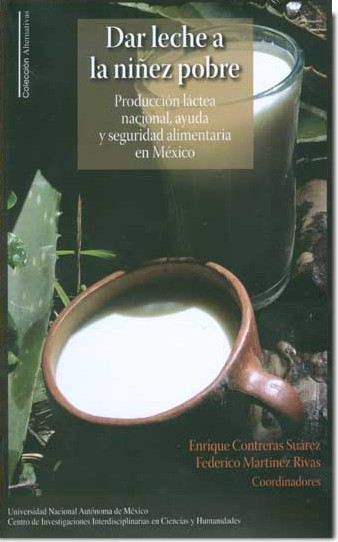 Colección Alternativas
Dar leche a
la niñez pobre
Producción láctea
nacional, ayuda
y seguridad alimentaria
en México
Enrique Contreras Suárez
Federico Martínez Rivas
Coordinadores
Universidad Nacional Autónoma de México
Centro de Investigaciones Interdisciplinarias en Ciencias y Humanidades